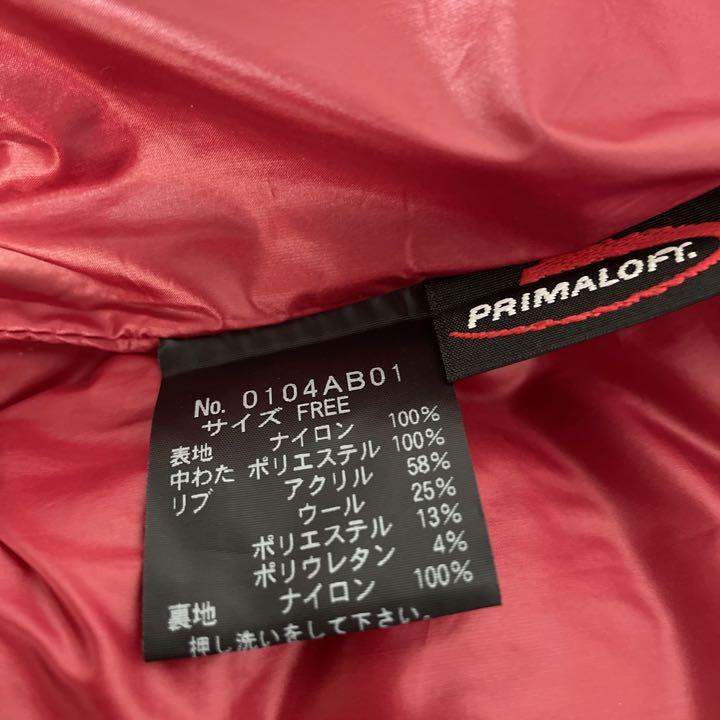 PRIMALOFT.
No. 0104AB01
サイズ FREE
表地 ナイロン 100%
中わた ポリエステル 100%
リブ アクリル 58%
ウール 25%
ポリエステル 13%
ポリウレタン 4%
裏地 ナイロン 100%
押し洗いをして下さい。